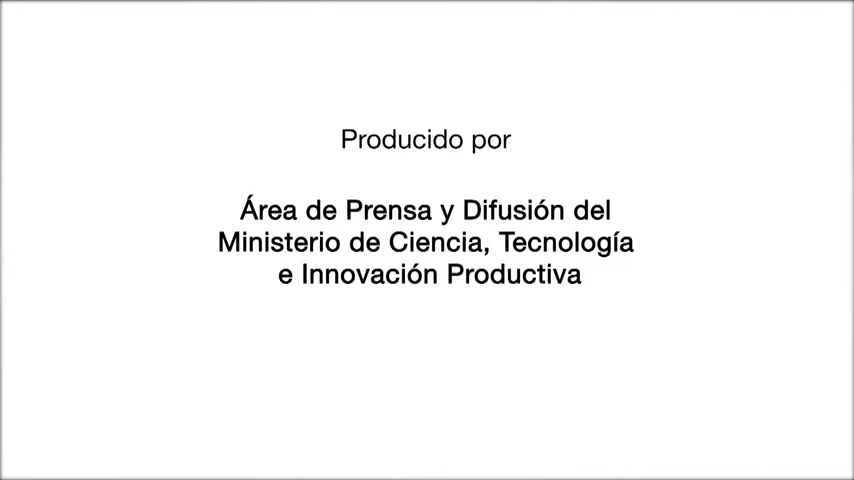 Producido por
Área de Prensa y Difusión del
Ministerio de Ciencia, Tecnología
e Innovación Productiva